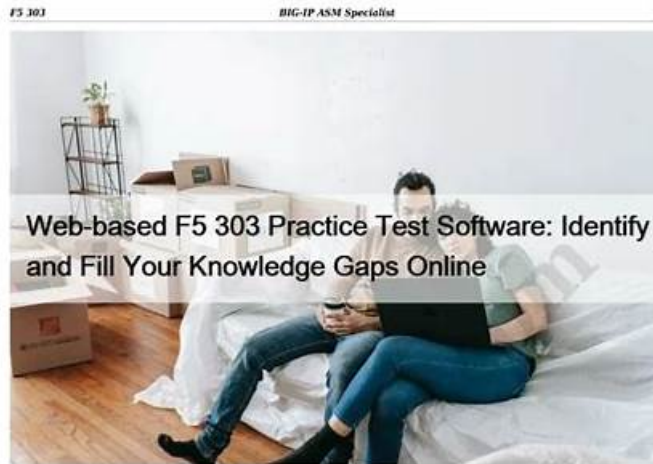 F5 303
BIG-IP ASM Specialist
Web-based F5 303 Practice Test Software: Identify
and Fill Your Knowledge Gaps Online